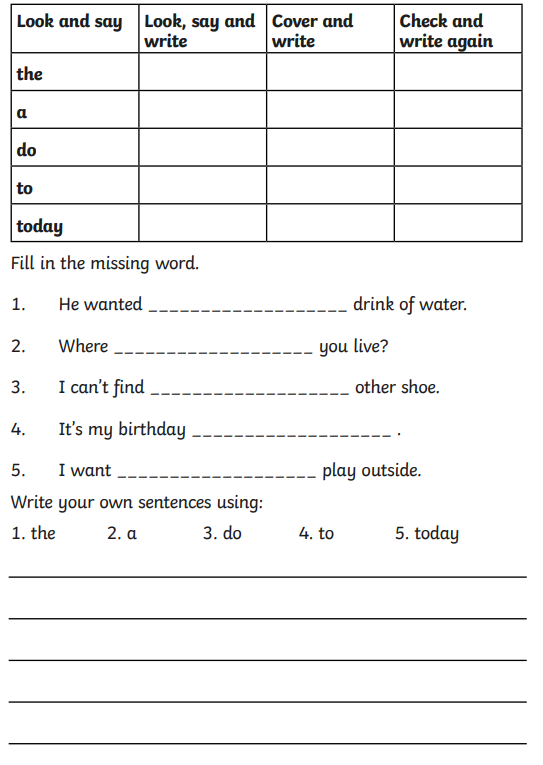 Look and say | Look, say and write | Cover and write | Check and write again
the
a
do
to
today
Fill in the missing word.
1. He wanted ___________________ drink of water.
2. Where ___________________ you live?
3. I can't find ___________________ other shoe.
4. It's my birthday ___________________ .
5. I want ___________________ play outside.
Write your own sentences using:
1. the 2. a 3. do 4. to 5. today